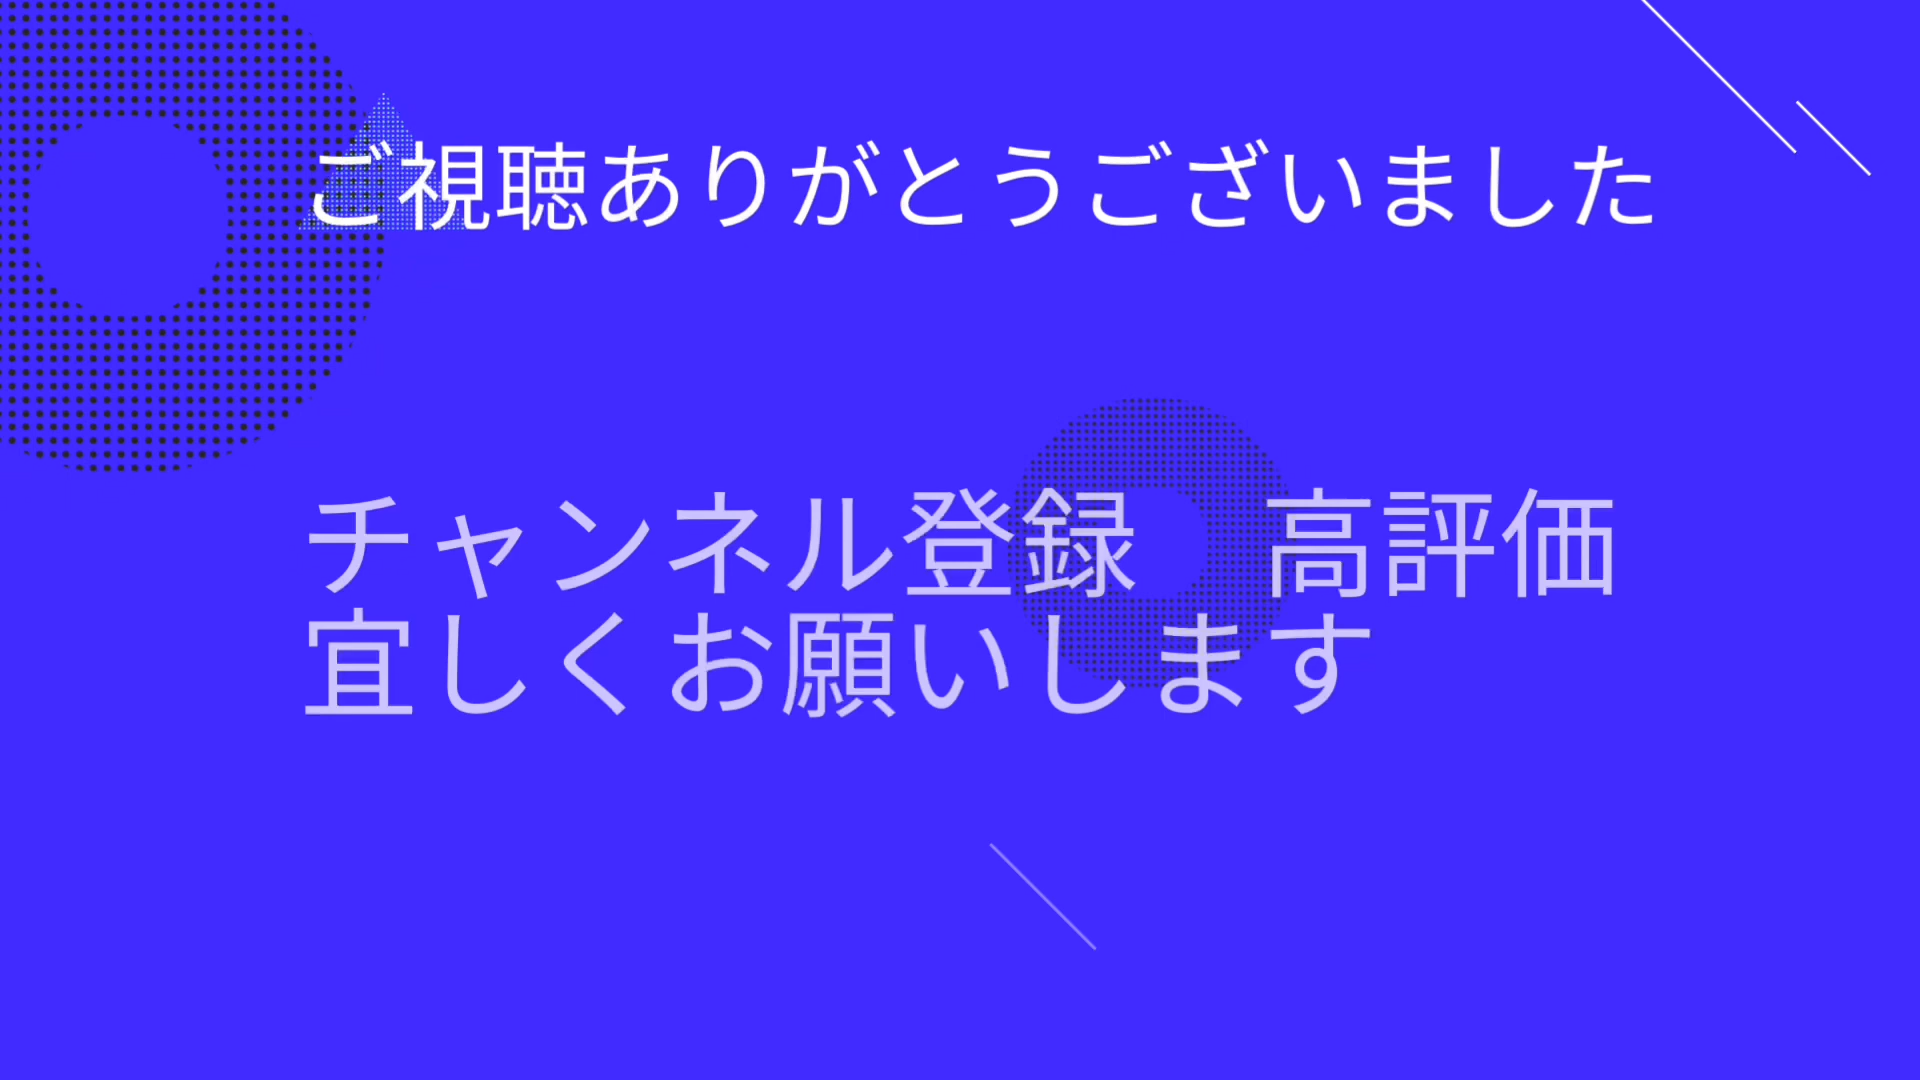 ご視聴ありがとうございました
チャンネル登録　高評価
宜しくお願いします